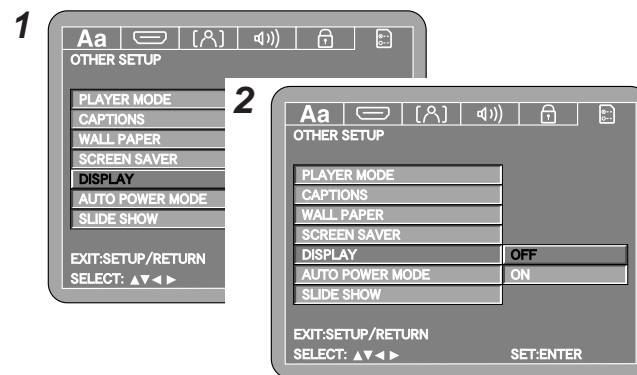 1
Aa
OTHER SETUP
PLAYER MODE
CAPTIONS
WALL PAPER
SCREEN SAVER
DISPLAY
AUTO POWER MODE
SLIDE SHOW
EXIT:SETUP/RETURN
SELECT: ▲▼◄ ►
2
Aa
OTHER SETUP
PLAYER MODE
CAPTIONS
WALL PAPER
SCREEN SAVER
DISPLAY OFF
AUTO POWER MODE ON
SLIDE SHOW
EXIT:SETUP/RETURN
SELECT: ▲▼◄ ► SET:ENTER